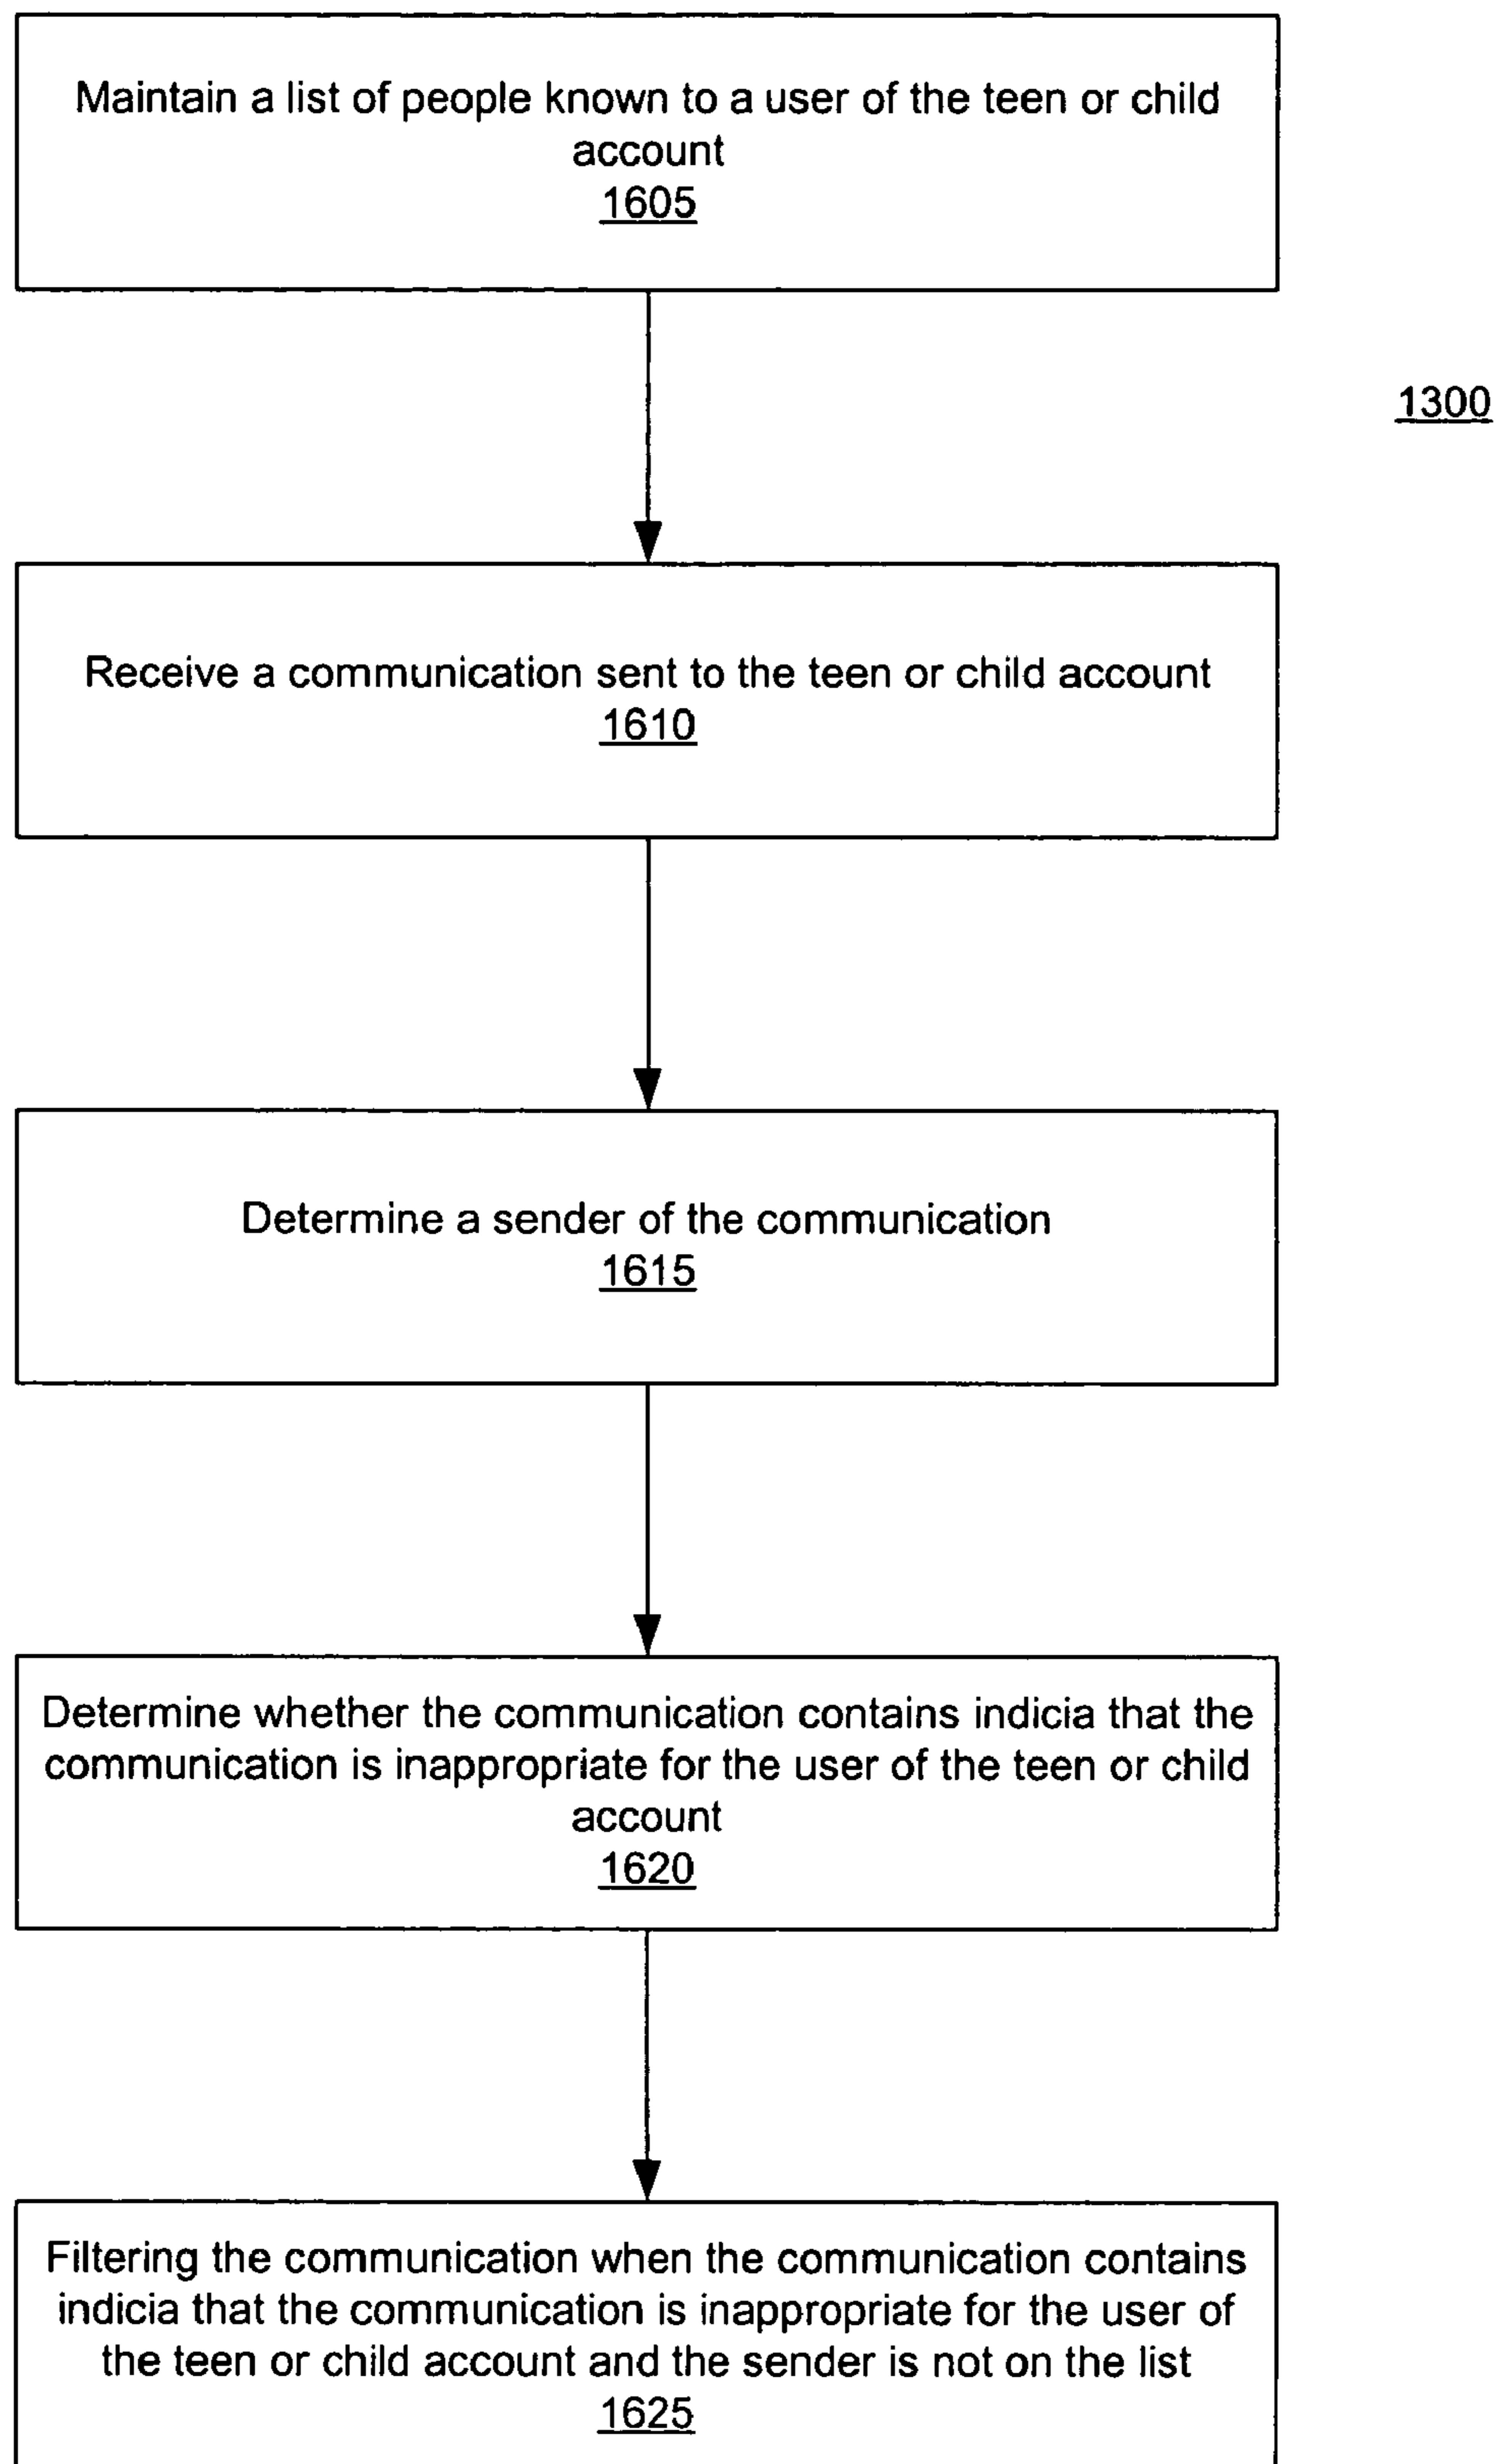 Maintain a list of people known to a user of the teen or child
account
1605
1300
Receive a communication sent to the teen or child account
1610
Determine a sender of the communication
1615
Determine whether the communication contains indicia that the
communication is inappropriate for the user of the teen or child
account
1620
Filtering the communication when the communication contains
indicia that the communication is inappropriate for the user of
the teen or child account and the sender is not on the list
1625